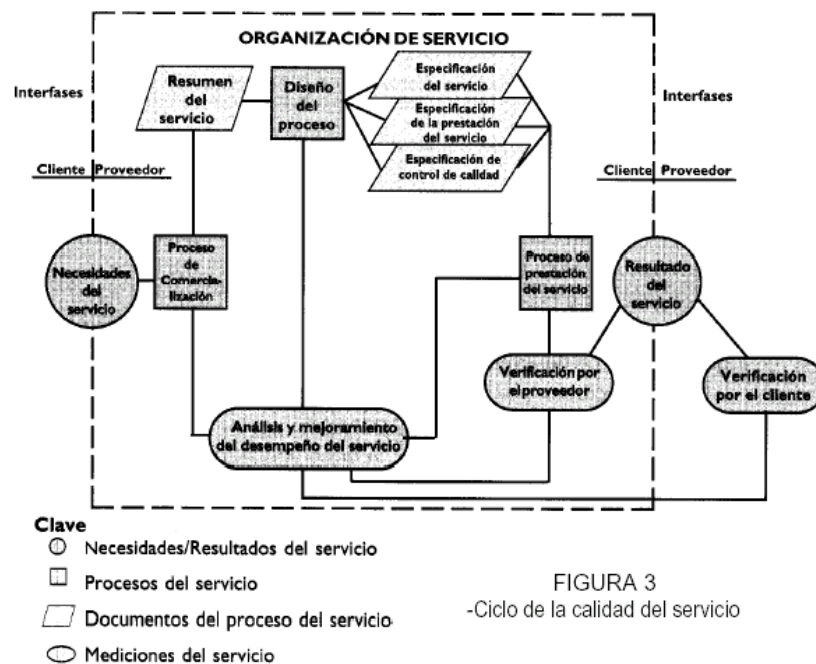 ORGANIZACIÓN DE SERVICIO
Interfases
Resumen
del
servicio
Diseño
del
proceso
Especificación
del servicio
Especificación
de la prestación
del servicio
Especificación de
control de calidad
Interfases
Cliente Proveedor
Cliente Proveedor
Necesidades
del
servicio
Proceso
de
Comercia-
lización
Proceso de
prestación
del servicio
Resultado
del
servicio
Verificación por
el proveedor
Verificación
por el cliente
Análisis y mejoramiento
del desempeño del servicio
Clave
Necesidades/Resultados del servicio
Procesos del servicio
Documentos del proceso del servicio
Mediciones del servicio
FIGURA 3
-Ciclo de la calidad del servicio